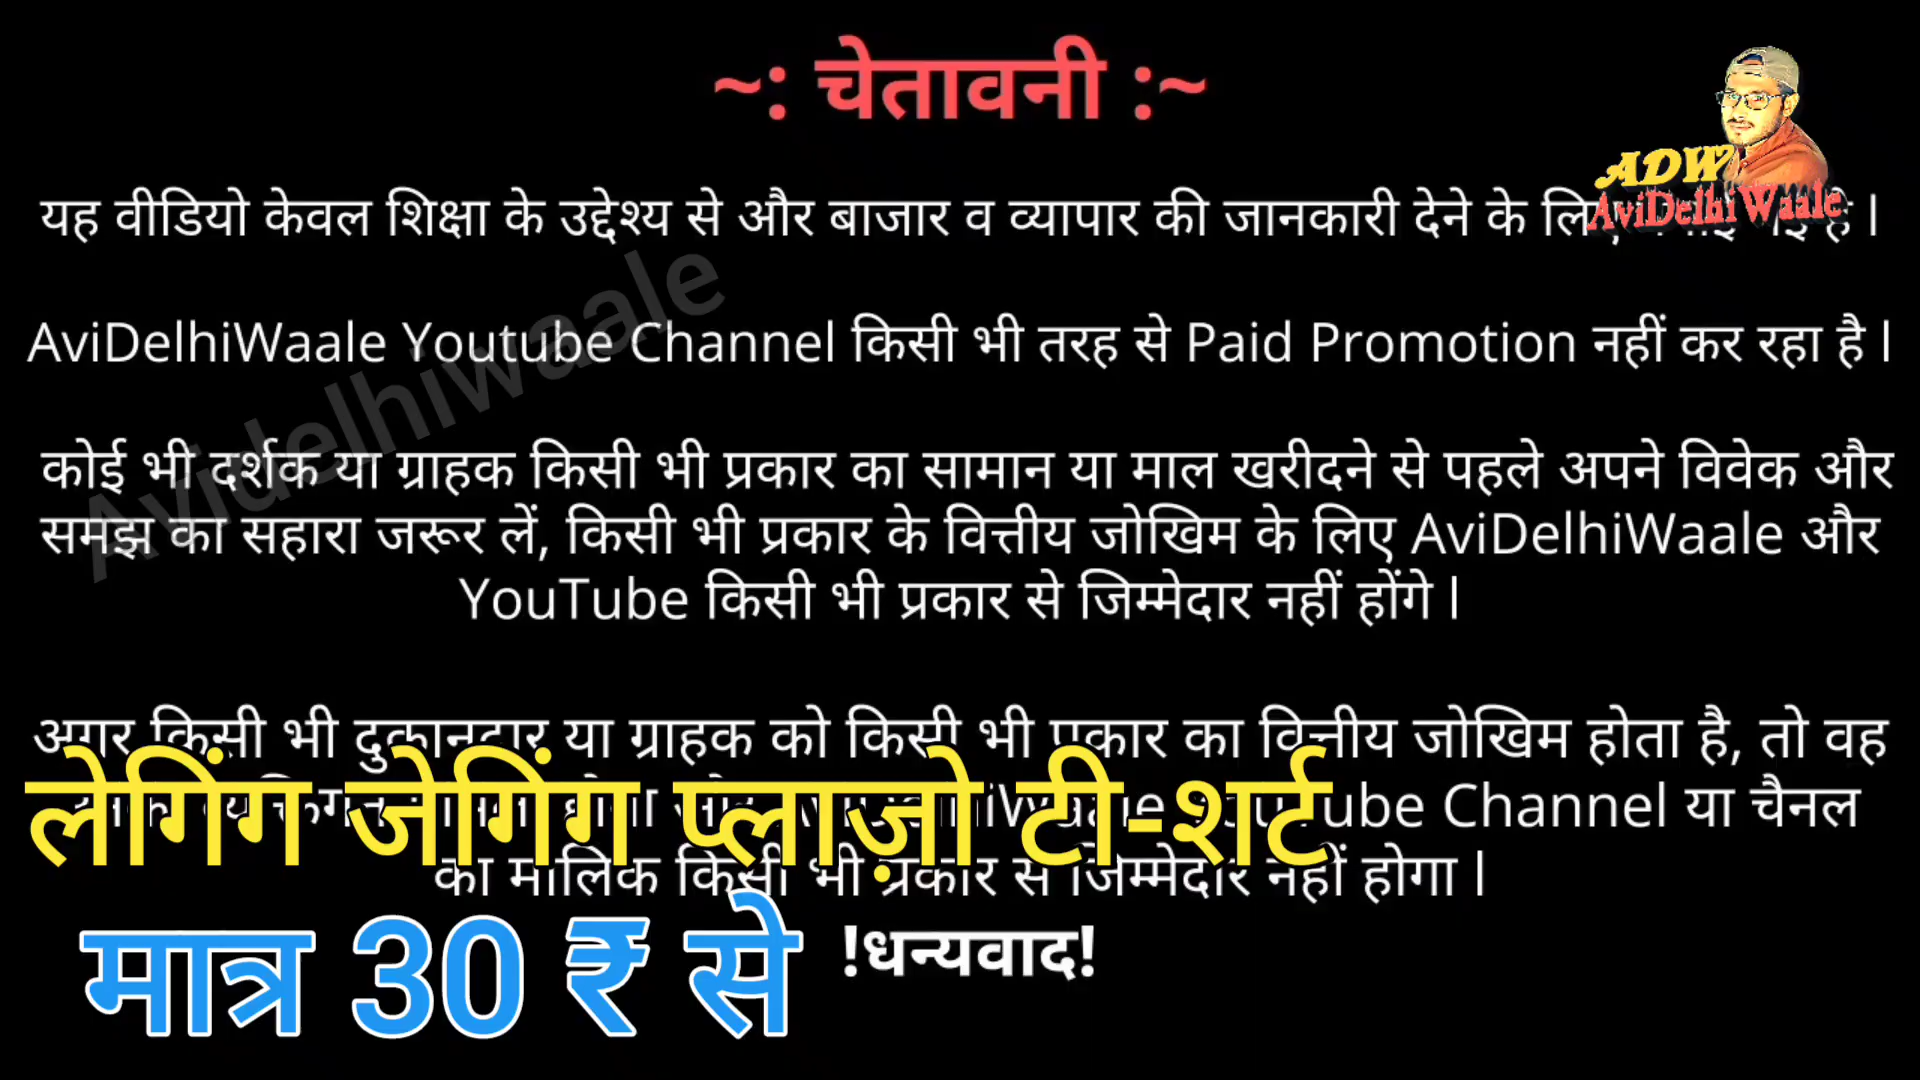 ~: चेतावनी :~
ADW
AviDelhiWaale
यह वीडियो केवल शिक्षा के उद्देश्य से और बाजार व व्यापार की जानकारी देने के है।
AviDelhiWaale Youtube Channel किसी भी तरह से Paid Promotion नहीं कर रहा है।
Avidelhiwaale
कोई भी दर्शक या ग्राहक किसी भी प्रकार का सामान या माल खरीदने से पहले अपने विवेक और
समझ का सहारा जरूर लें, किसी भी प्रकार के वित्तीय जोखिम के लिए AviDelhiWaale और
YouTube किसी भी प्रकार से जिम्मेदार नहीं होंगे।
अगर किसी भी दुकानदार या ग्राहक को किसी भी प्रकार का वित्तीय जोखिम होता है, तो वह
Channel या चैनल
का मालिक किसी भी प्रकार से जिम्मेदार नहीं होगा।
लेगिंग जेगिंग प्लाज़ो टी-शर्ट
मात्र 30 ₹ से
!धन्यवाद!